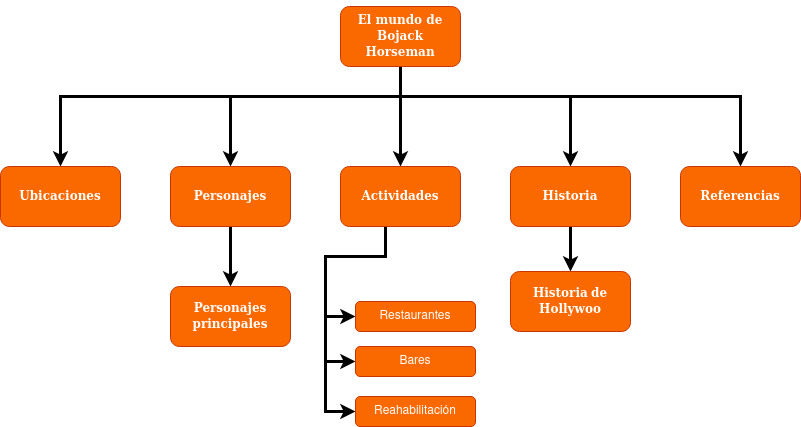 El mundo de
Bojack
Horseman
Ubicaciones
Personajes
Actividades
Historia
Referencias
Personajes
principales
Historia de
Hollywoo
Restaurantes
Bares
Reahabilitación